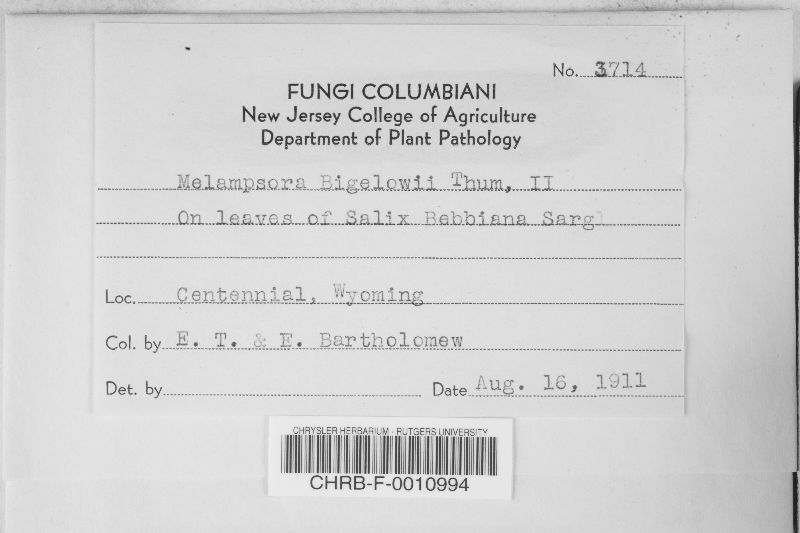 No. 3714
FUNGI COLUMBIANI
New Jersey College of Agriculture
Department of Plant Pathology
Melampsora Bigelowii Thum, II
On leaves of Salix Bebbiana Sargl
Loc. Centennial, Wyoming
Col. by E. T. & E. Bartholomew
Det. by
Date Aug. 16, 1911
CHRYSLER HERBARIUM - RUTGERS UNIVERSITY
CHRB-F-0010994